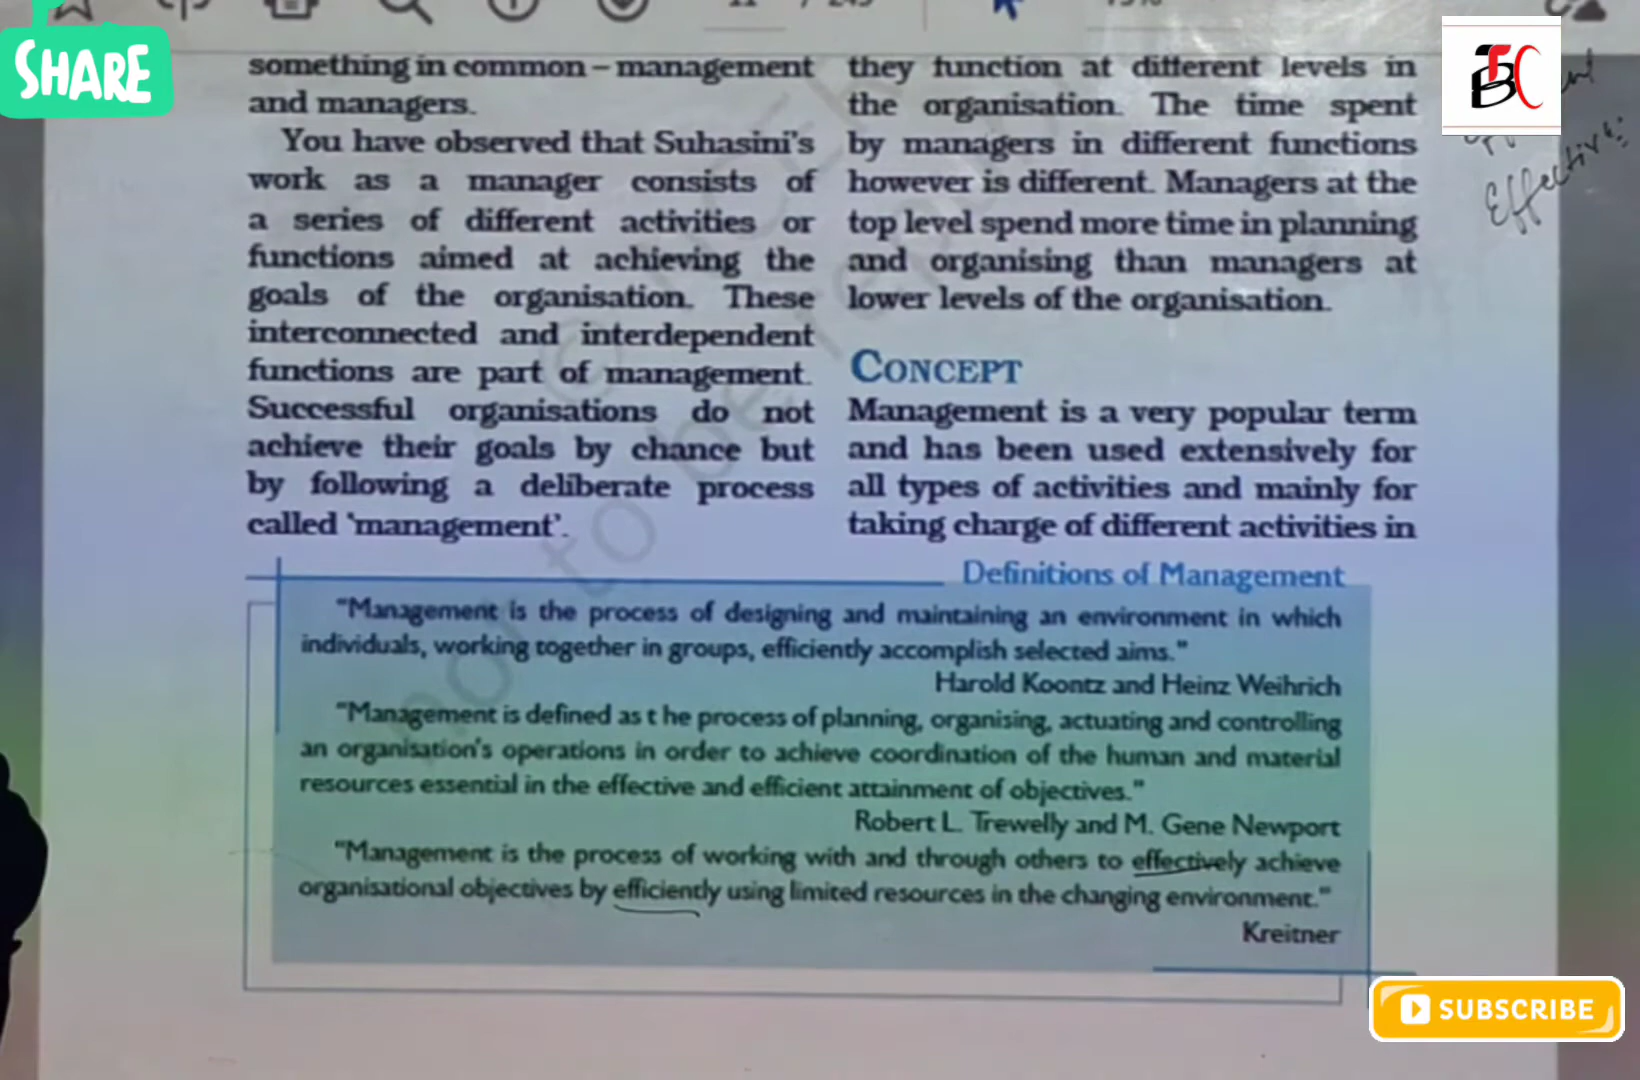 SHARE
something in common – management
and managers.
You have observed that Suhasini's
work as a manager consists of
a series of different activities or
functions aimed at achieving the
goals of the organisation. These
interconnected and interdependent
functions are part of management.
Successful organisations do not
achieve their goals by chance but
by following a deliberate process
called 'management'.
they function at different levels in
the organisation. The time spent
by managers in different functions
however is different. Managers at the
top level spend more time in planning
and organising than managers at
lower levels of the organisation.
CONCEPT
Management is a very popular term
and has been used extensively for
all types of activities and mainly for
taking charge of different activities in
Effective:
Definitions of Management
"Management is the process of designing and maintaining an environment in which
individuals, working together in groups, efficiently accomplish selected aims."
Harold Koontz and Heinz Weihrich
"Management is defined as t he process of planning, organising, actuating and controlling
an organisation's operations in order to achieve coordination of the human and material
resources essential in the effective and efficient attainment of objectives."
Robert L. Trewelly and M. Gene Newport
"Management is the process of working with and through others to effectively achieve
organisational objectives by efficiently using limited resources in the changing environment."
Kreitner
SUBSCRIBE